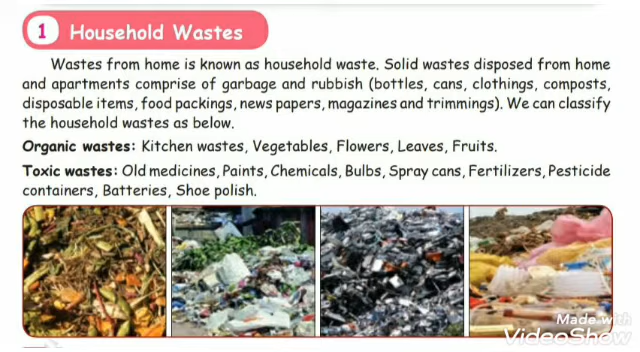 1 Household Wastes
Wastes from home is known as household waste. Solid wastes disposed from home
and apartments comprise of garbage and rubbish (bottles, cans, clothings, composts,
disposable items, food packings, news papers, magazines and trimmings). We can classify
the household wastes as below.
Organic wastes: Kitchen wastes, Vegetables, Flowers, Leaves, Fruits.
Toxic wastes: Old medicines, Paints, Chemicals, Bulbs, Spray cans, Fertilizers, Pesticide
containers, Batteries, Shoe polish.
Made with
VideoShow